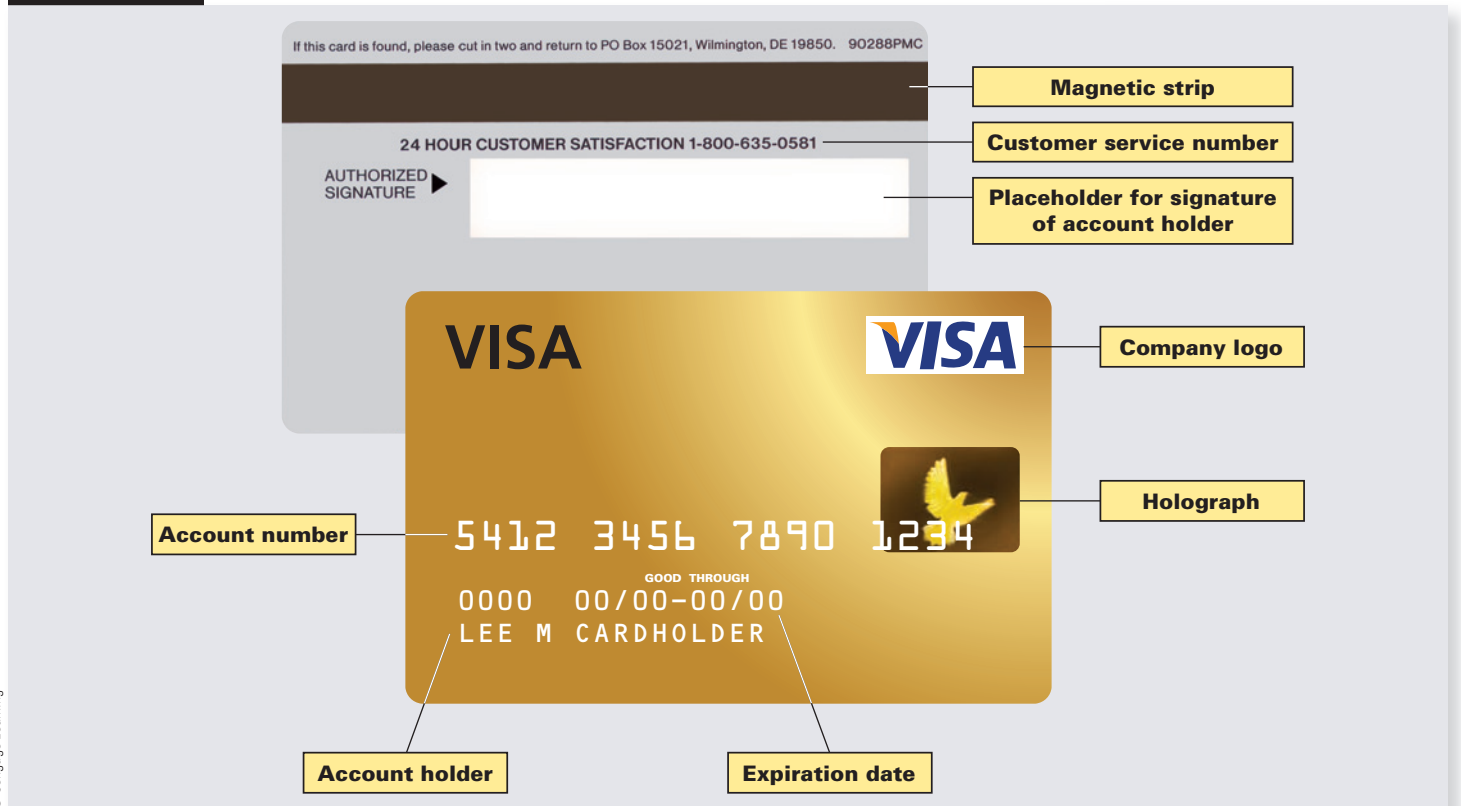 If this card is found, please cut in two and return to PO Box 15021, Wilmington, DE 19850. 90288PMC
Magnetic strip
24 HOUR CUSTOMER SATISFACTION 1-800-635-0581
Customer service number
AUTHORIZED
SIGNATURE
Placeholder for signature
of account holder
VISA
VISA
Company logo
Holograph
Account number
5412 3456 7890 1234
GOOD THROUGH
0000 00/00-00/00
LEE M CARDHOLDER
Account holder
Expiration date